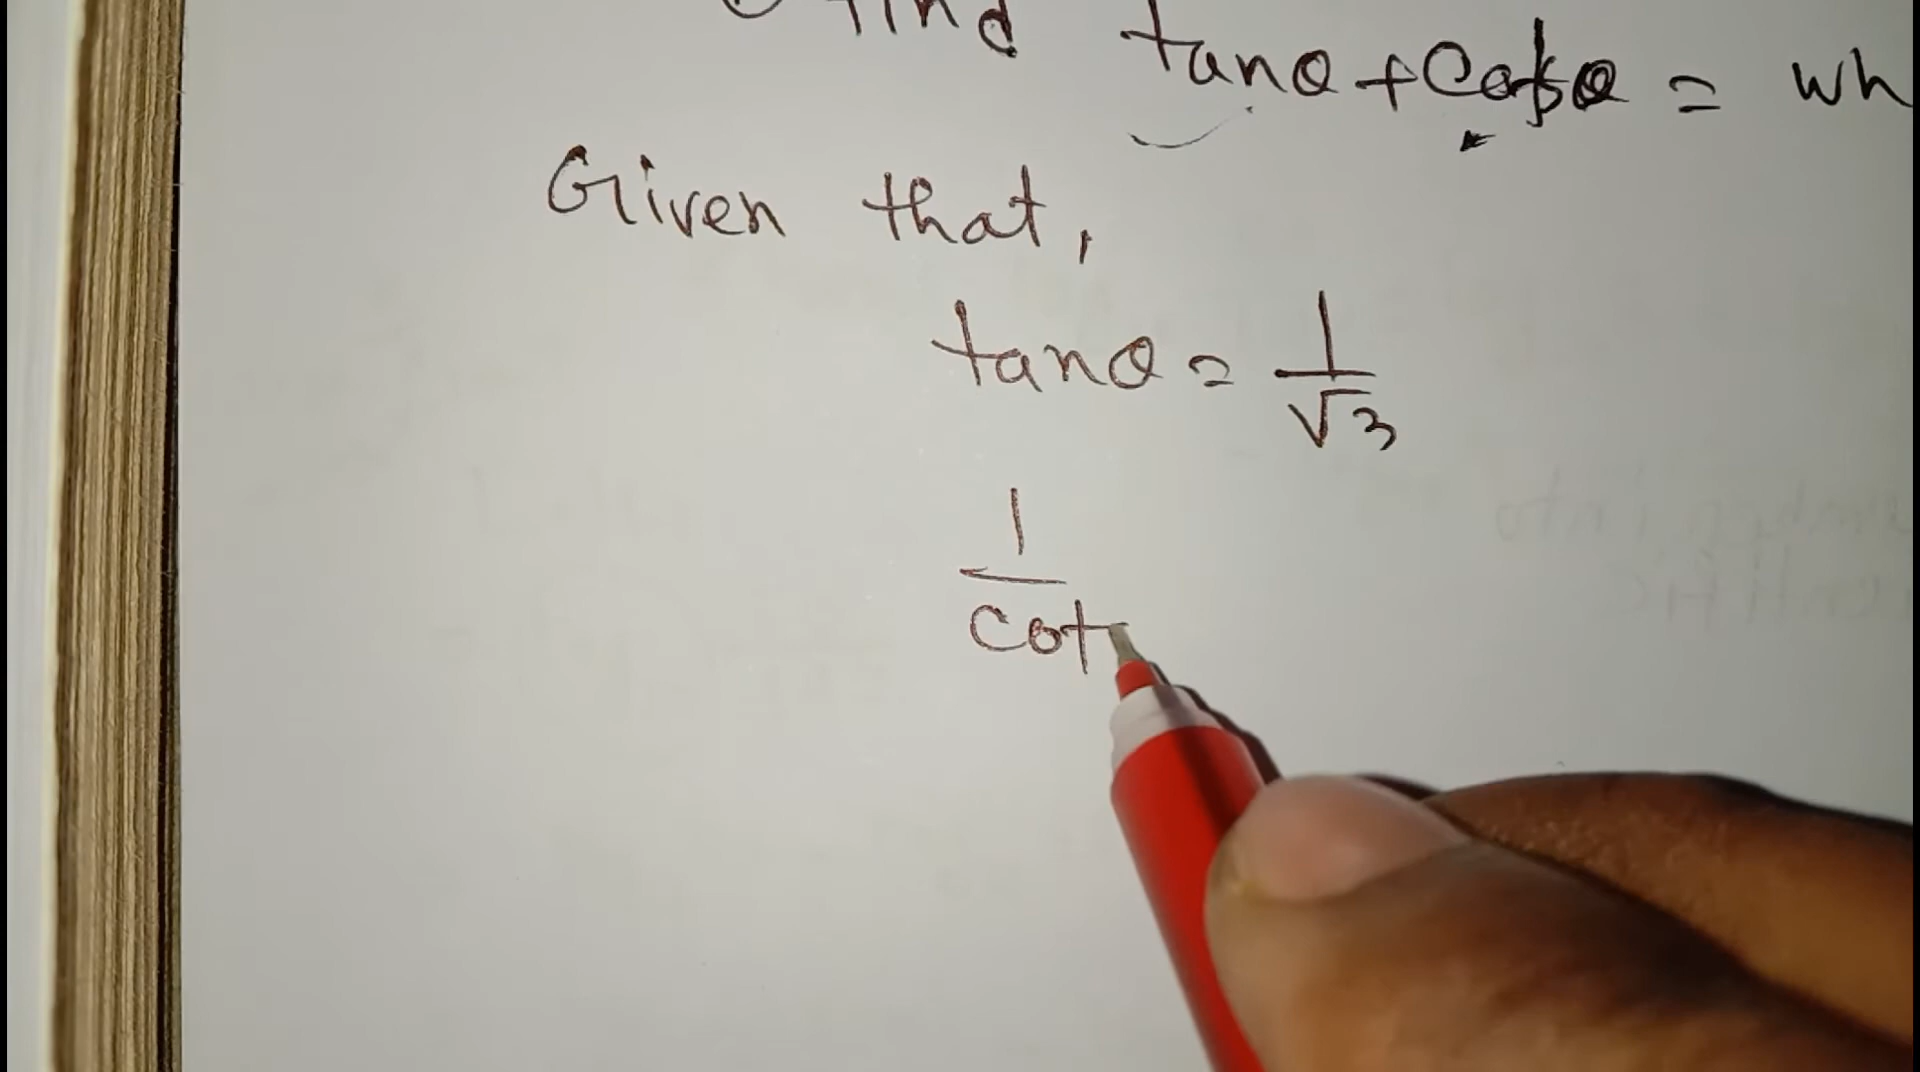 find tanθ + cotθ = wh
Given that,
tanθ = 1/√3
1/cot